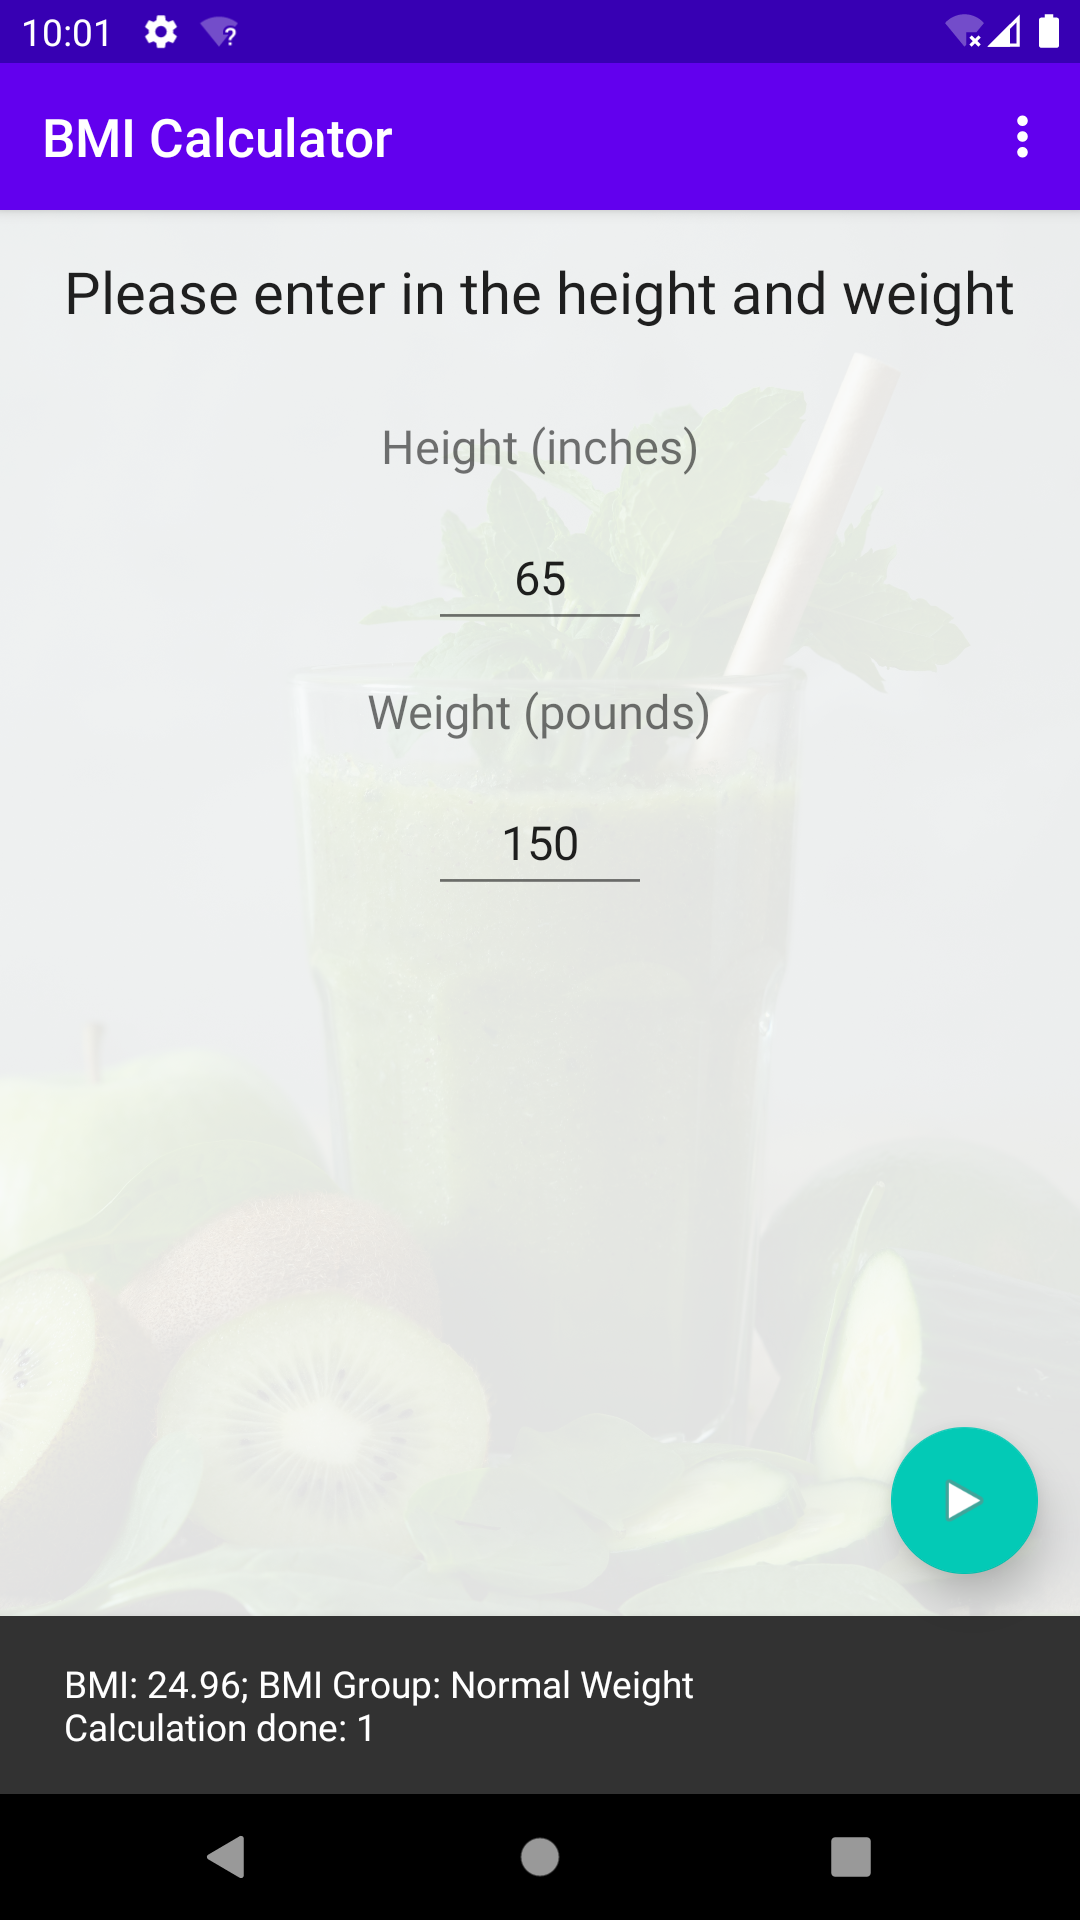 10:01
BMI Calculator
Please enter in the height and weight
Height (inches)
65
Weight (pounds)
150
BMI: 24.96; BMI Group: Normal Weight
Calculation done: 1